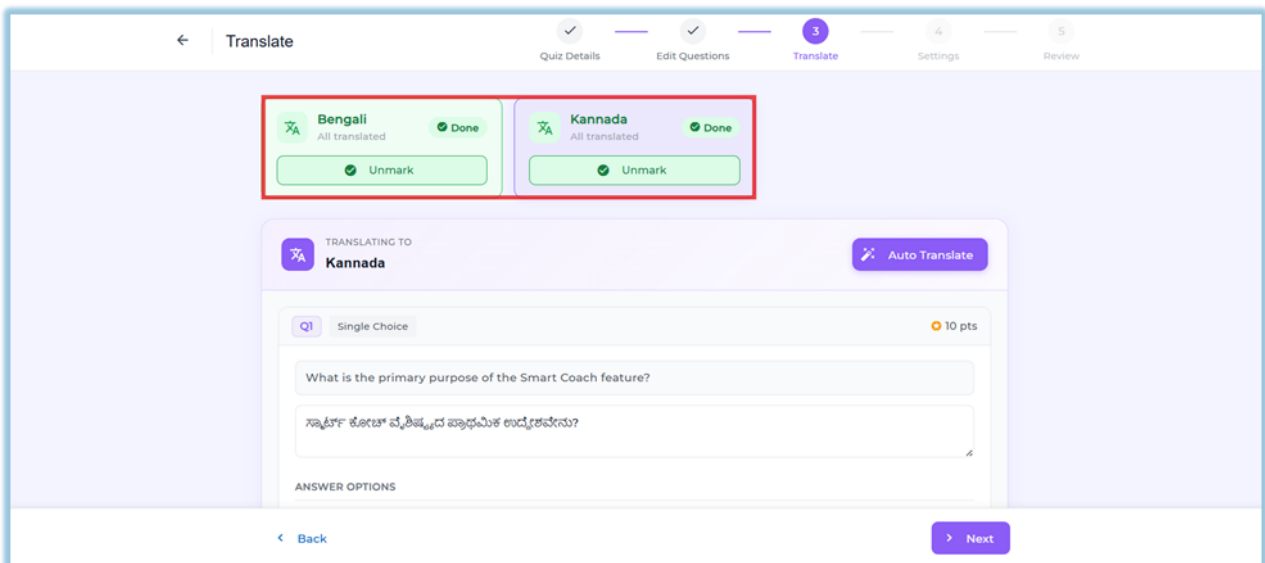 Translate
Quiz Details
Edit Questions
3
Translate
4
Settings
5
Review
Bengali
All translated
Done
Unmark
Kannada
All translated
Done
Unmark
TRANSLATING TO
Kannada
Auto Translate
Q1 Single Choice
10 pts
What is the primary purpose of the Smart Coach feature?
ಸ್ಮಾರ್ಟ್ ಕೋಚ್ ವೈಶಿಷ್ಟ್ಯದ ಪ್ರಾಥಮಿಕ ಉದ್ದೇಶವೇನು?
ANSWER OPTIONS
Back
Next